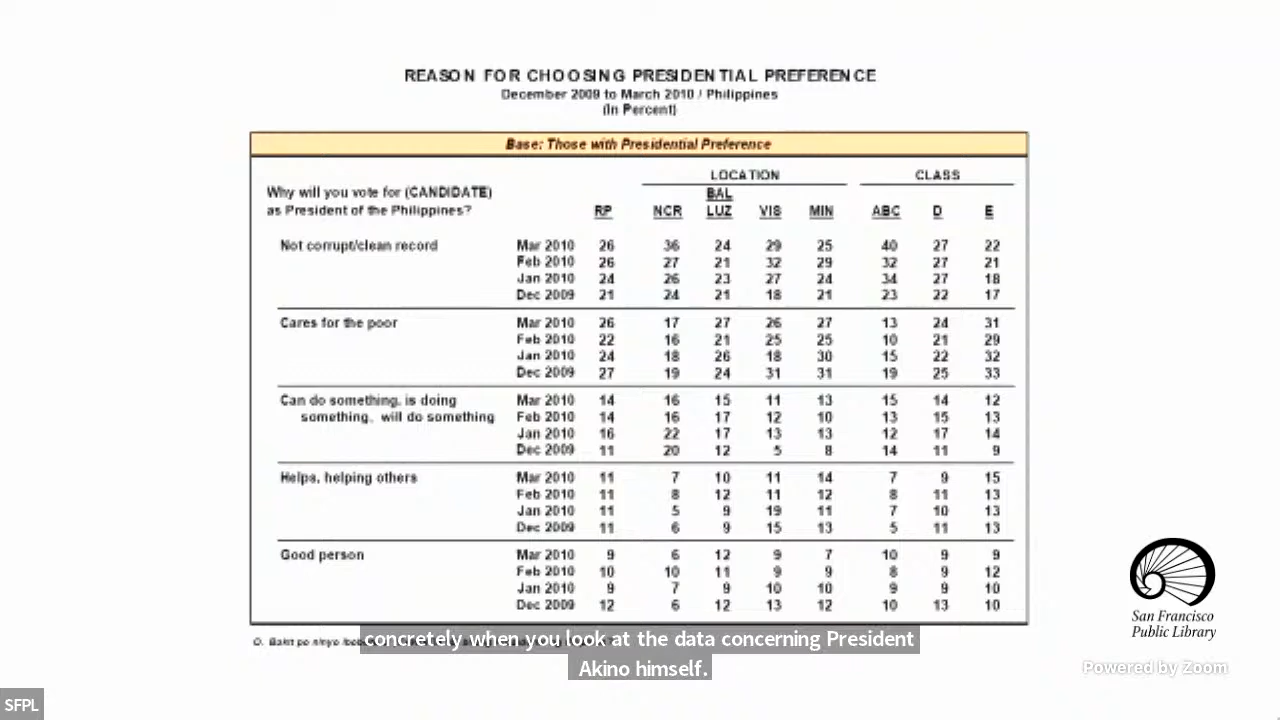 REASON FOR CHOOSING PRESIDENTIAL PREFERENCE
December 2009 to March 2010 / Philippines
(In Percent)
Base: Those with Presidential Preference
LOCATION CLASS
Why will you vote for (CANDIDATE) BAL
as President of the Philippines? RP NCR LUZ VIS MIN ABC D E
Not corrupt/clean record Mar 2010 26 36 24 29 25 40 27 22
Feb 2010 26 27 21 32 29 32 27 21
Jan 2010 24 26 23 27 24 34 27 18
Dec 2009 21 24 21 18 21 23 22 17
Cares for the poor Mar 2010 26 17 27 26 27 13 24 31
Feb 2010 22 16 21 25 25 10 21 29
Jan 2010 24 18 26 18 30 15 22 32
Dec 2009 27 19 24 31 31 19 25 33
Can do something, is doing Mar 2010 14 16 15 11 13 15 14 12
something, will do something Feb 2010 14 16 17 12 10 13 15 13
Jan 2010 16 22 17 13 13 12 17 14
Dec 2009 11 20 12 5 8 14 11 9
Helps, helping others Mar 2010 11 7 10 11 14 7 9 15
Feb 2010 11 8 12 11 12 8 11 13
Jan 2010 11 5 9 19 11 7 10 13
Dec 2009 11 6 9 15 13 5 11 13
Good person Mar 2010 9 6 12 9 7 10 9 9
Feb 2010 10 10 11 9 9 8 9 12
Jan 2010 9 7 9 10 10 9 9 10
Dec 2009 12 6 12 13 12 10 13 10
Q. Bakit po ninyo
concretely when you look at the data concerning President
Akino himself.
San Francisco
Public Library
Powered by Zoom
SFPL